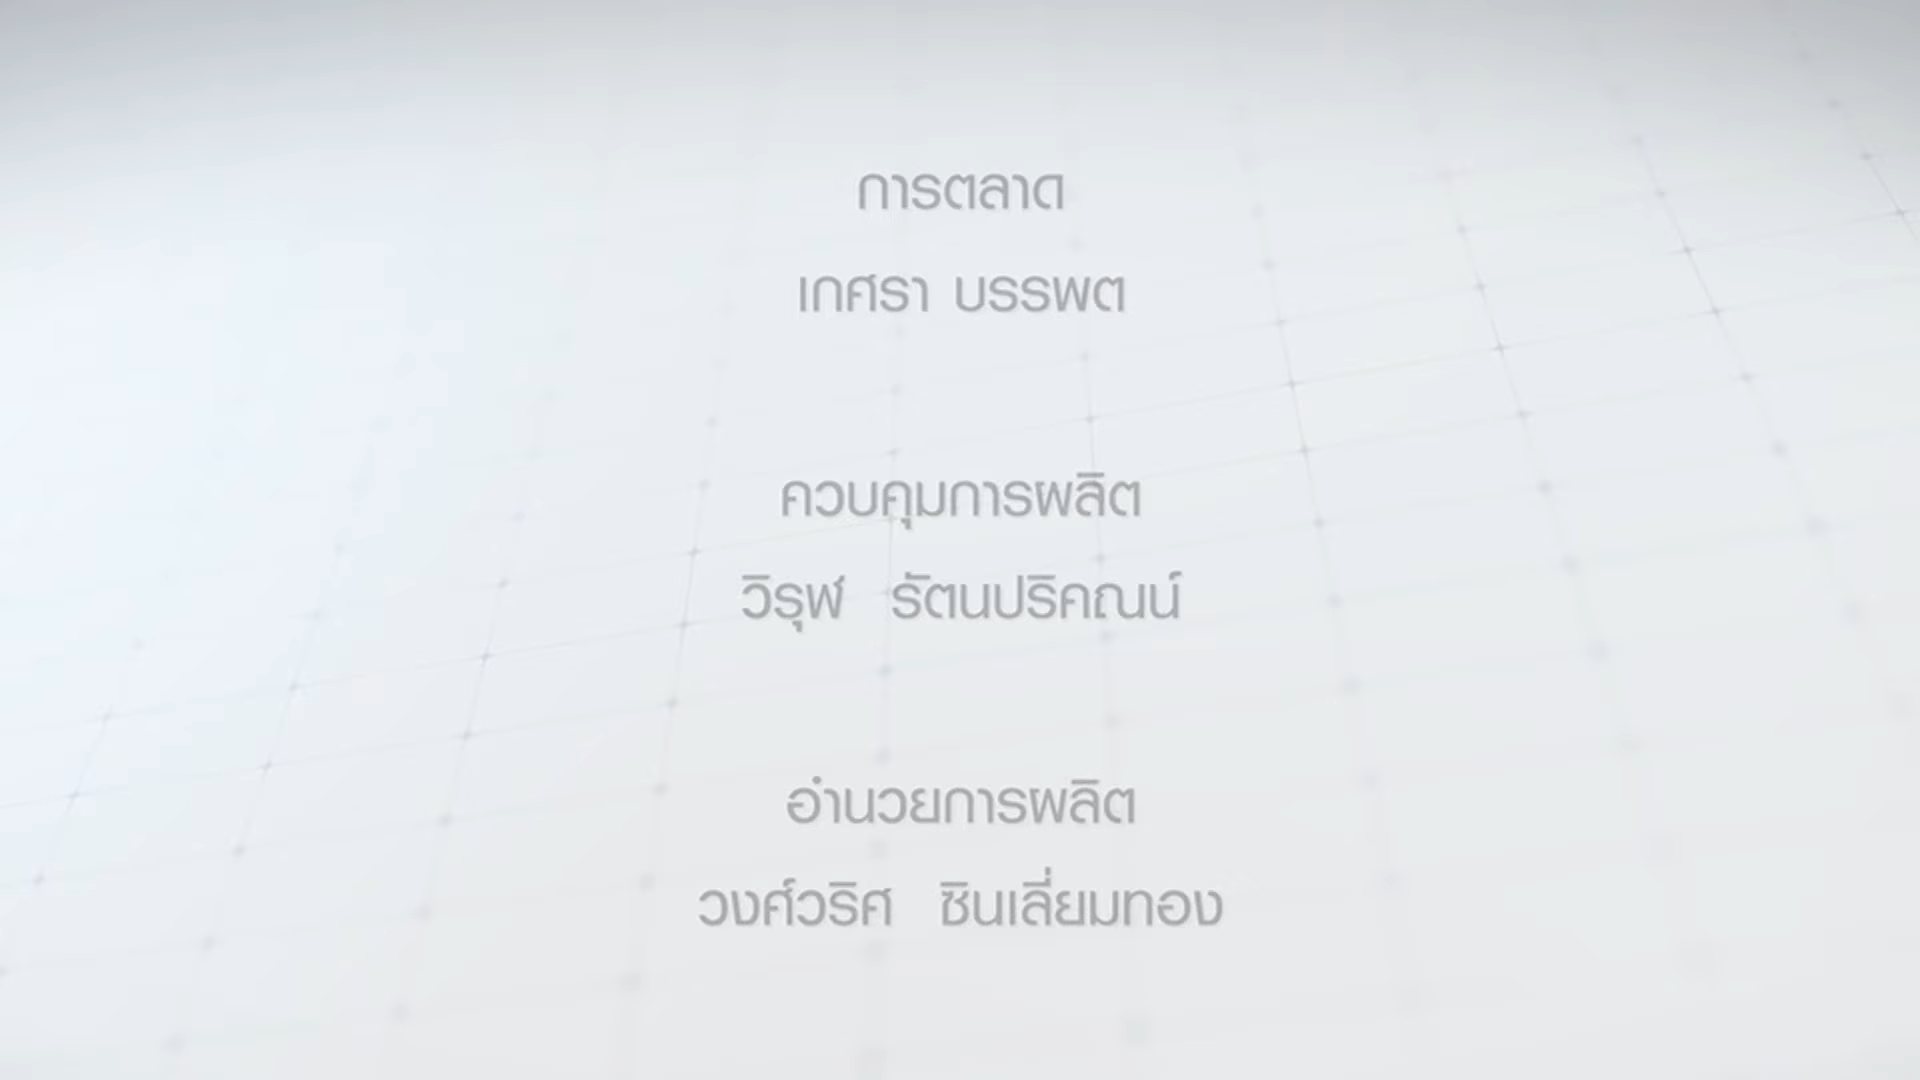 การตลาด
เกศรา บรรพต
ควบคุมการผลิต
วิรุฬ รัตนปริคณน์
อำนวยการผลิต
วงศ์วริศ ซินเลี่ยมทอง